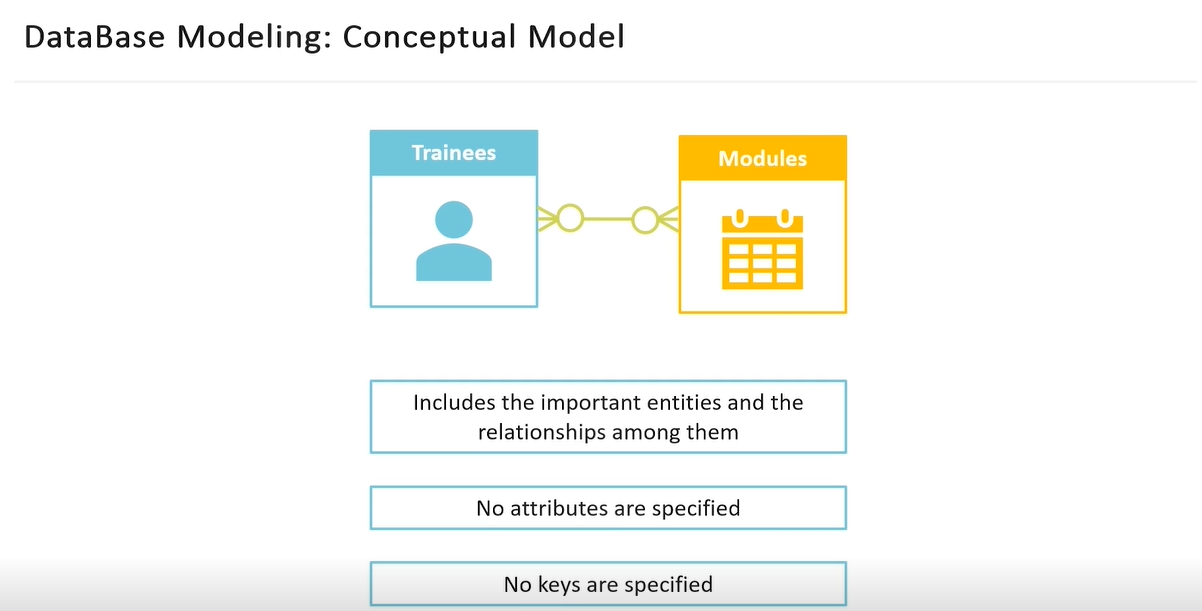 DataBase Modeling: Conceptual Model
Trainees
Modules
Includes the important entities and the
relationships among them
No attributes are specified
No keys are specified